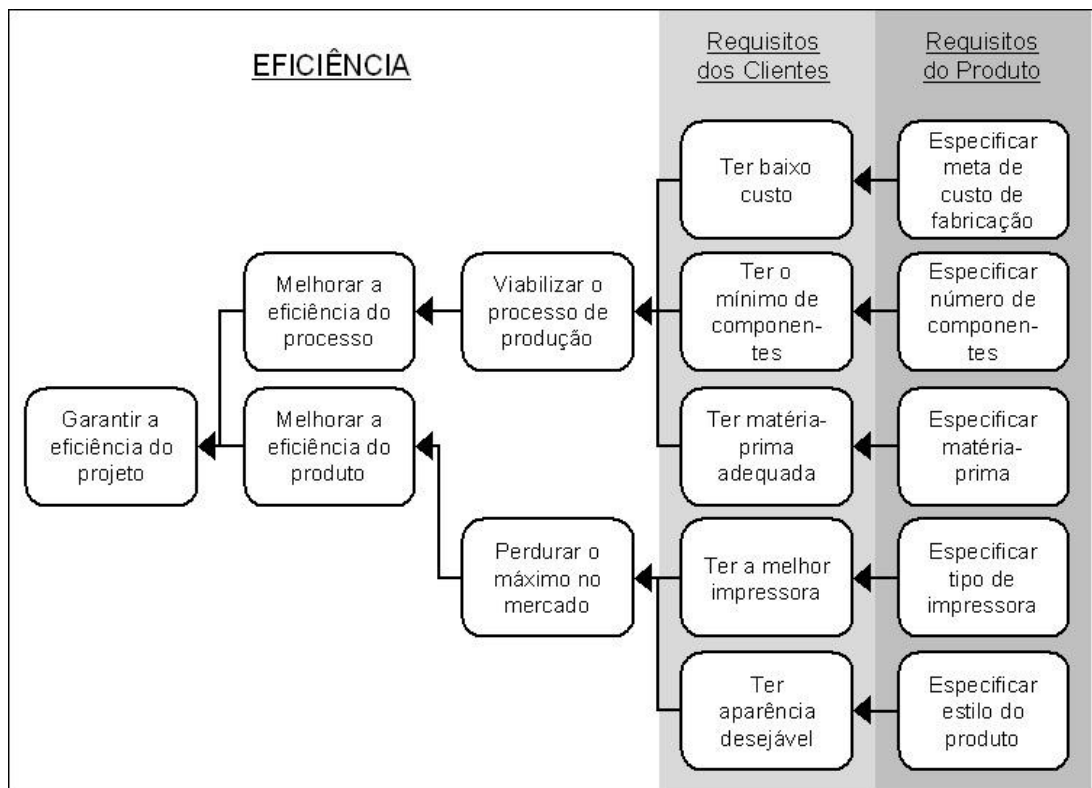 EFICIÊNCIA
Requisitos
dos Clientes
Requisitos
do Produto
Ter baixo
custo
Especificar
meta de
custo de
fabricação
Melhorar a
eficiência do
processo
Viabilizar o
processo de
produção
Ter o
mínimo de
componen-
tes
Especificar
número de
componen-
tes
Garantir a
eficiência do
projeto
Melhorar a
eficiência do
produto
Ter matéria-
prima
adequada
Especificar
matéria-
prima
Perdurar o
máximo no
mercado
Ter a melhor
impressora
Especificar
tipo de
impressora
Ter
aparência
desejável
Especificar
estilo do
produto